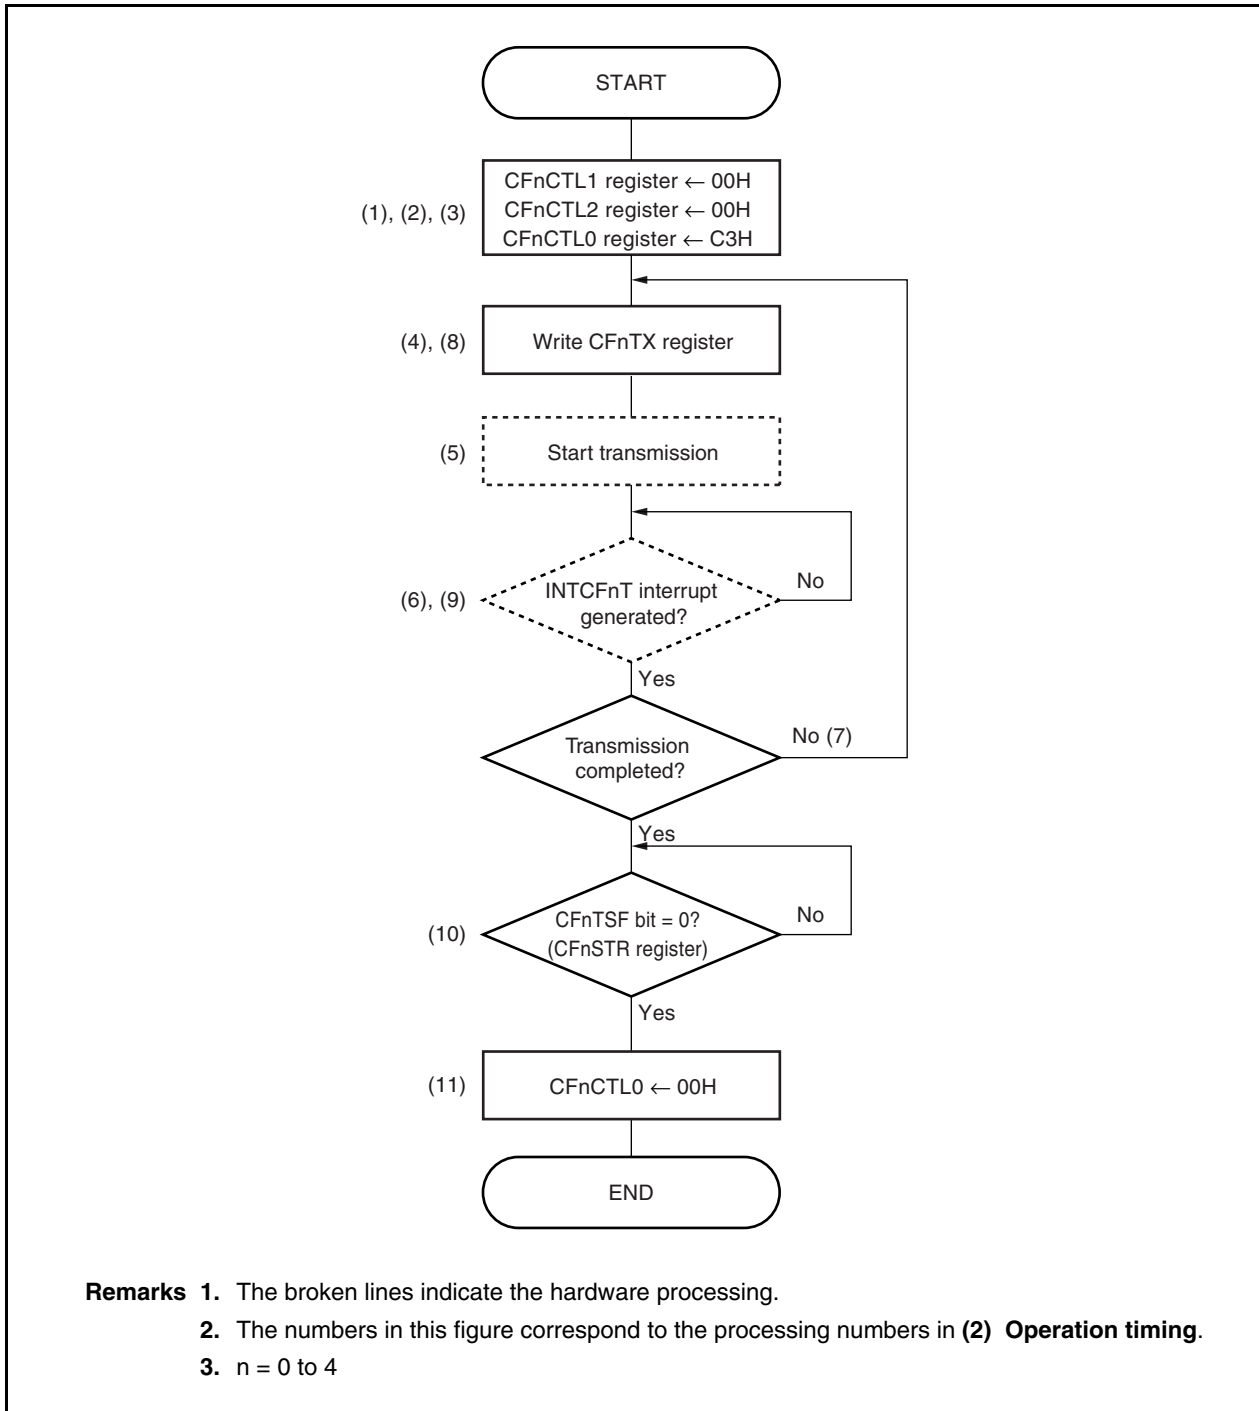 START
(1), (2), (3)
CFnCTL1 register ← 00H
CFnCTL2 register ← 00H
CFnCTL0 register ← C3H
(4), (8)
Write CFnTX register
(5)
Start transmission
(6), (9)
INTCFnT interrupt
generated?
No
Yes
Transmission
completed?
No (7)
Yes
(10)
CFnTSF bit = 0?
(CFnSTR register)
No
Yes
(11)
CFnCTL0 ← 00H
END
Remarks 1. The broken lines indicate the hardware processing.
2. The numbers in this figure correspond to the processing numbers in (2) Operation timing.
3. n = 0 to 4